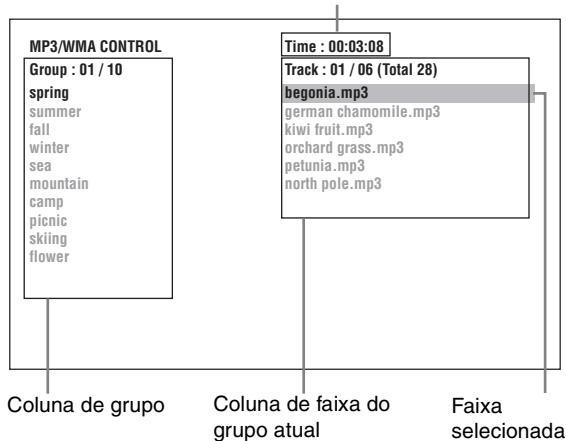 MP3/WMA CONTROL
Time : 00:03:08
Group : 01 / 10
spring
summer
fall
winter
sea
mountain
camp
picnic
skiing
flower
Track : 01 / 06 (Total 28)
begonia.mp3
german chamomile.mp3
kiwi fruit.mp3
orchard grass.mp3
petunia.mp3
north pole.mp3
Coluna de grupo
Coluna de faixa do
grupo atual
Faixa
selecionada